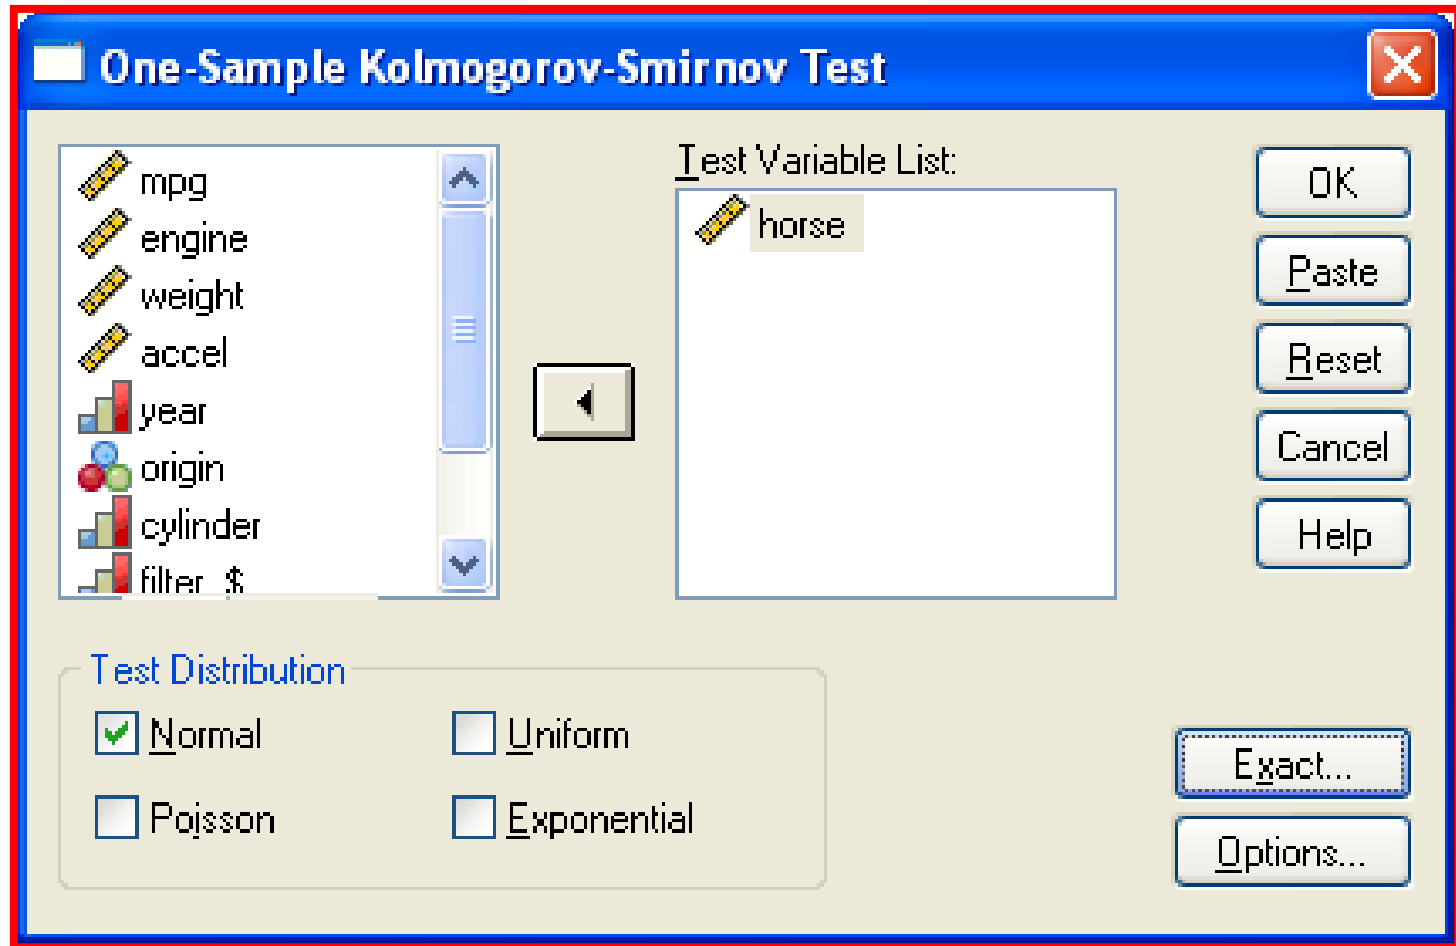 One-Sample Kolmogorov-Smirnov Test
mpg
engine
weight
accel
year
origin
cylinder
filter_$
Test Variable List:
horse
OK
Paste
Reset
Cancel
Help
Test Distribution
Normal
Uniform
Poisson
Exponential
Exact...
Options...